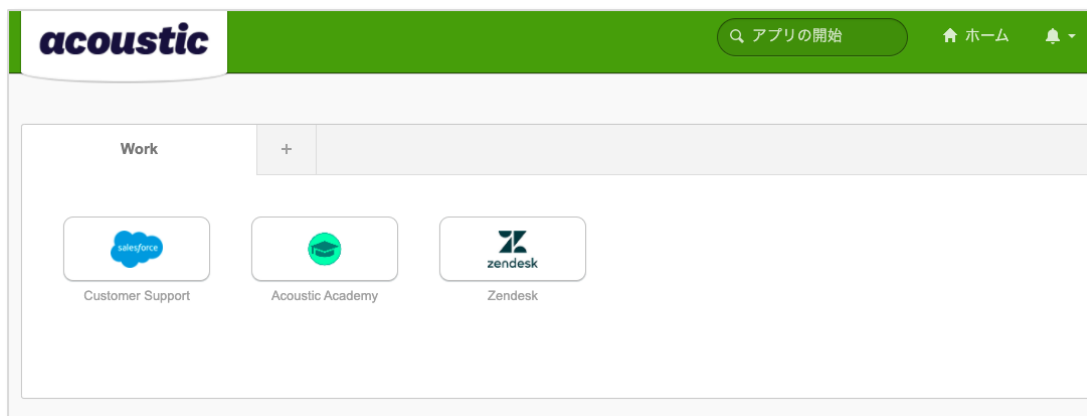 acoustic
アプリの開始
ホーム
Work
+
salesforce
zendesk
Customer Support
Acoustic Academy
Zendesk